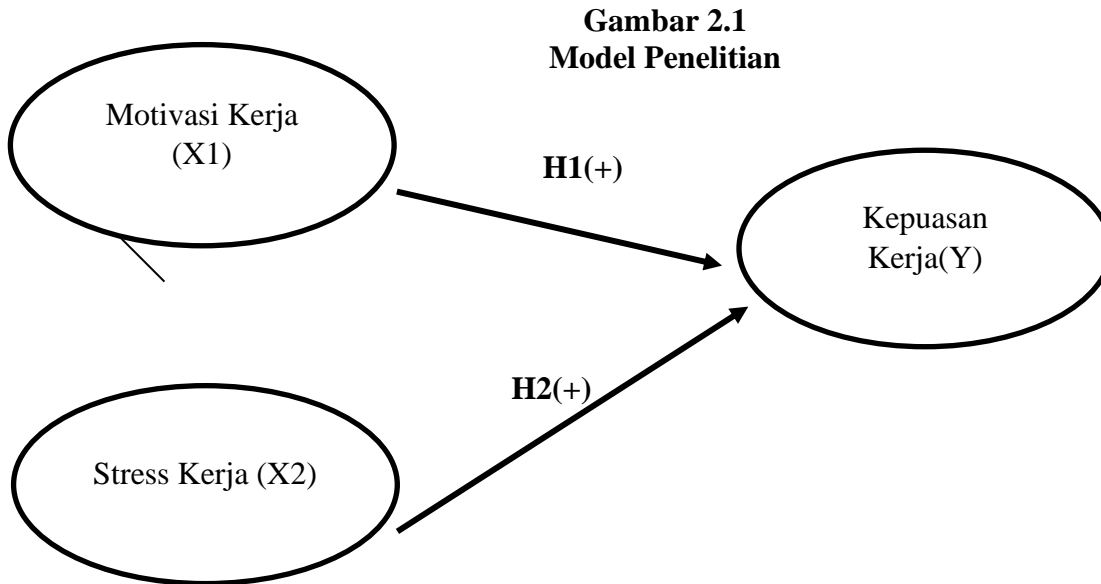 Gambar 2.1
Model Penelitian
Motivasi Kerja
(X1)
H1(+)
Kepuasan
Kerja(Y)
H2(+)
Stress Kerja (X2)